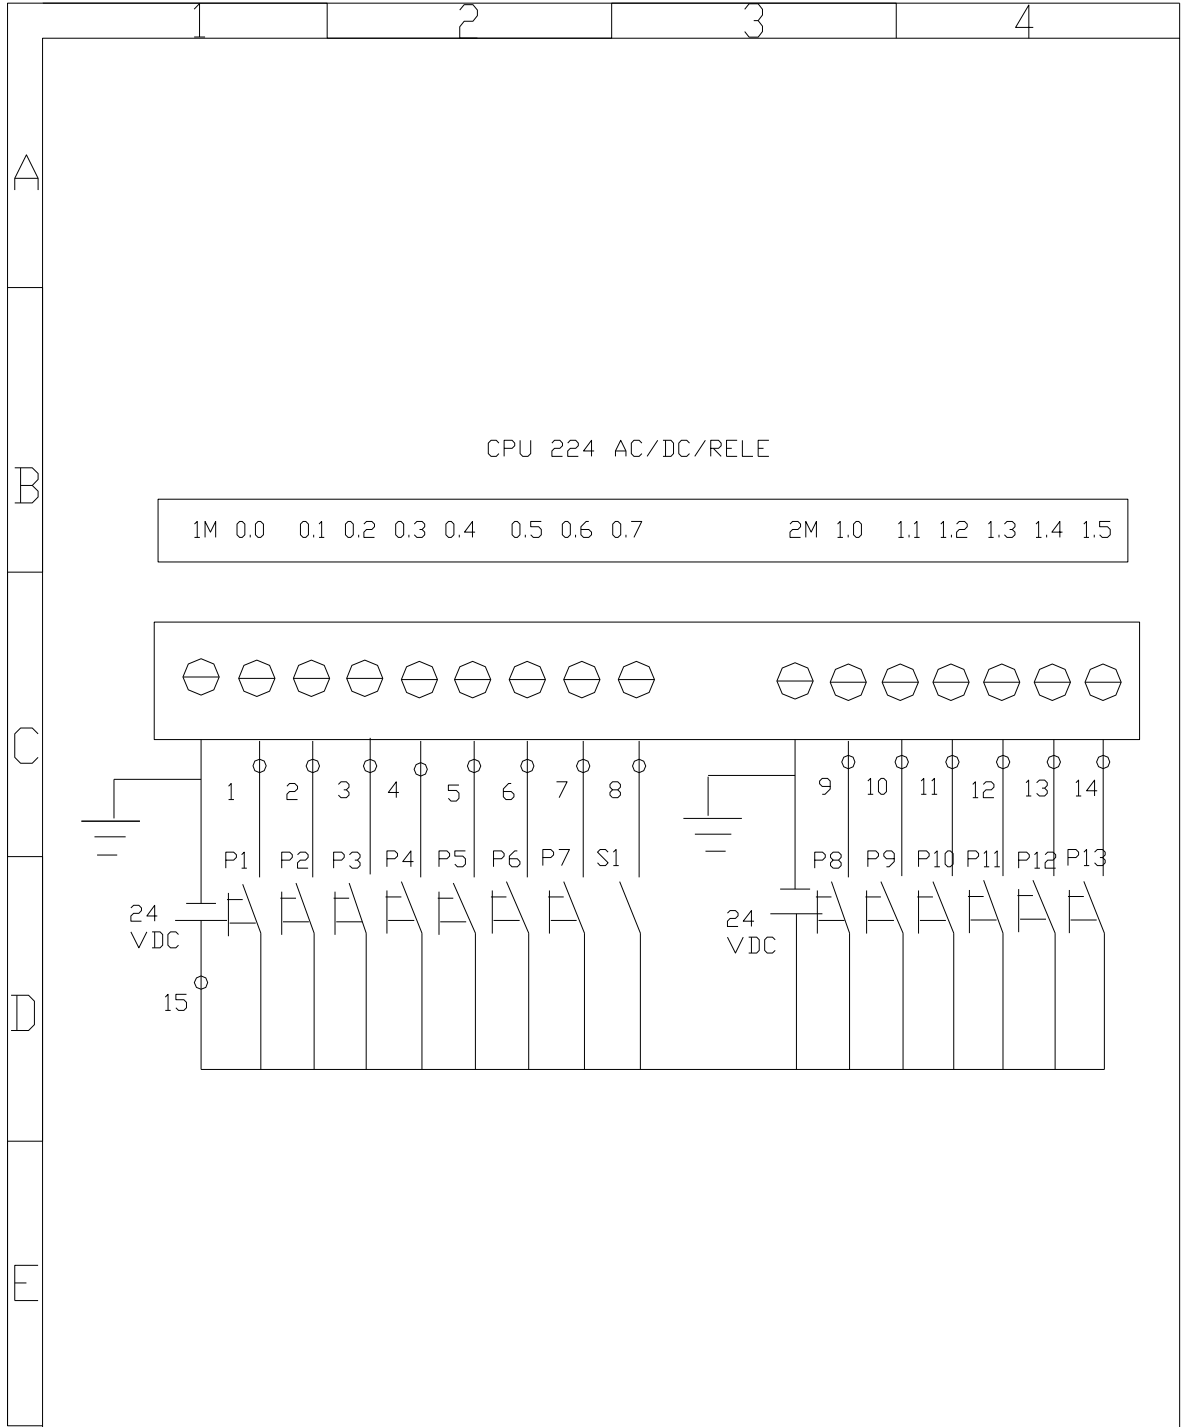 1 2 3 4
A
B
CPU 224 AC/DC/RELE
1M 0.0 0.1 0.2 0.3 0.4 0.5 0.6 0.7 2M 1.0 1.1 1.2 1.3 1.4 1.5
C
1 2 3 4 5 6 7 8 9 10 11 12 13 14
P1 P2 P3 P4 P5 P6 P7 S1 P8 P9 P10 P11 P12 P13
24 24
VDC VDC
15
D
E